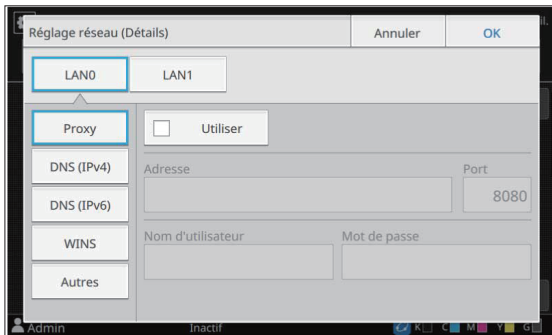 Réglage réseau (Détails)
Annuler
OK
LAN0
LAN1
Proxy
Utiliser
DNS (IPv4)
Adresse
Port
8080
DNS (IPv6)
WINS
Nom d'utilisateur
Mot de passe
Autres
Admin
Inactif
K
C
M
Y
G